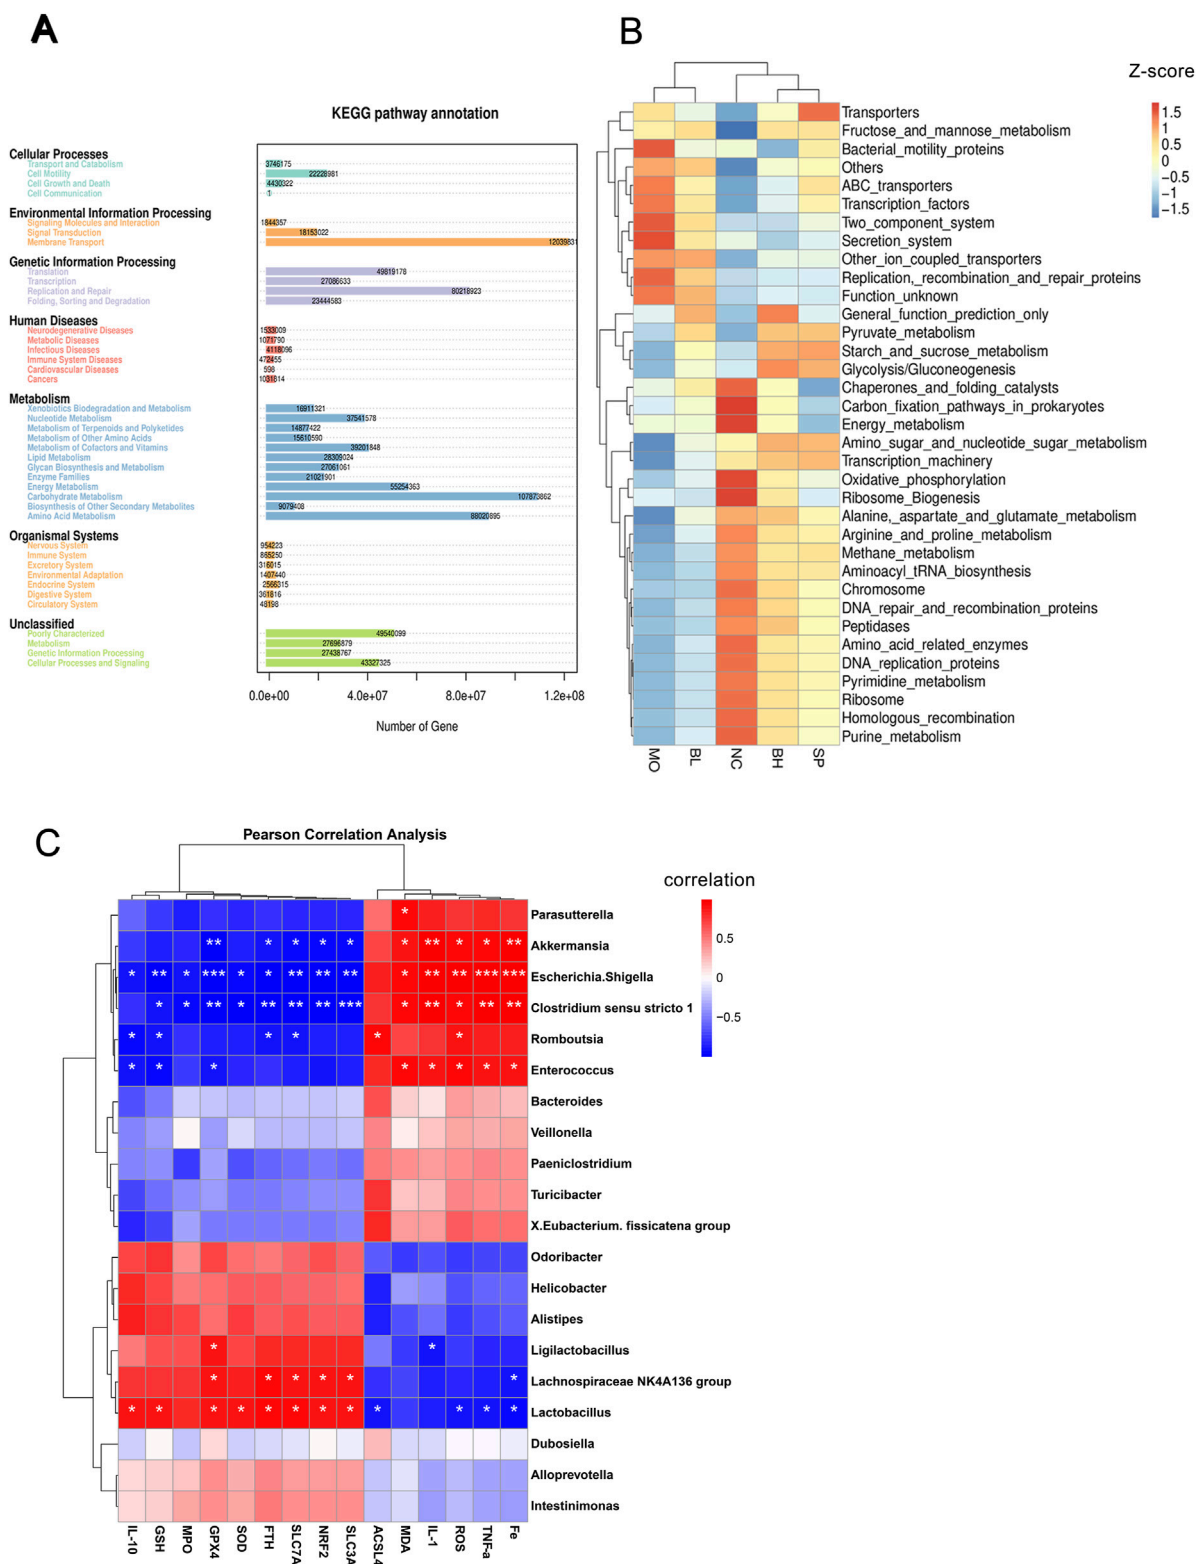 A
KEGG pathway annotation
Cellular Processes
Transport and Catabolism 3746175
Cell Motility 22228981
Cell Growth and Death 4430322
Cell Communication 1
Environmental Information Processing
Signaling Molecules and Interaction 1844357
Signal Transduction 18153022
Membrane Transport 12039831
Genetic Information Processing
Translation 49819178
Transcription 27086633
Replication and Repair 80218923
Folding, Sorting and Degradation 23444583
Human Diseases
Neurodegenerative Diseases 1533009
Metabolic Diseases 1071790
Infectious Diseases 4118096
Immune System Diseases 472455
Cardiovascular Diseases 598
Cancers 1031814
Metabolism
Xenobiotics Biodegradation and Metabolism 16911321
Nucleotide Metabolism 37541578
Metabolism of Terpenoids and Polyketides 14877422
Metabolism of Other Amino Acids 15610590
Metabolism of Cofactors and Vitamins 39201848
Lipid Metabolism 28309024
Glycan Biosynthesis and Metabolism 27061061
Enzyme Families 21021901
Energy Metabolism 55254363
Carbohydrate Metabolism 107873862
Biosynthesis of Other Secondary Metabolites 9079408
Amino Acid Metabolism 88020895
Organismal Systems
Nervous System 954223
Immune System 865250
Excretory System 316015
Environmental Adaptation 1407440
Endocrine System 2566315
Digestive System 361816
Circulatory System 48198
Unclassified
Poorly Characterized 49540099
Metabolism 27696879
Genetic Information Processing 27438767
Cellular Processes and Signaling 43327325
0.0e+00 4.0e+07 8.0e+07 1.2e+08
Number of Gene
B
Z-score
1.5
1
0.5
0
−0.5
−1
−1.5
Transporters
Fructose_and_mannose_metabolism
Bacterial_motility_proteins
Others
ABC_transporters
Transcription_factors
Two_component_system
Secretion_system
Other_ion_coupled_transporters
Replication,_recombination_and_repair_proteins
Function_unknown
General_function_prediction_only
Pyruvate_metabolism
Starch_and_sucrose_metabolism
Glycolysis/Gluconeogenesis
Chaperones_and_folding_catalysts
Carbon_fixation_pathways_in_prokaryotes
Energy_metabolism
Amino_sugar_and_nucleotide_sugar_metabolism
Transcription_machinery
Oxidative_phosphorylation
Ribosome_Biogenesis
Alanine,_aspartate_and_glutamate_metabolism
Arginine_and_proline_metabolism
Methane_metabolism
Aminoacyl_tRNA_biosynthesis
Chromosome
DNA_repair_and_recombination_proteins
Peptidases
Amino_acid_related_enzymes
DNA_replication_proteins
Pyrimidine_metabolism
Ribosome
Homologous_recombination
Purine_metabolism
MO BL NC BH SP
C
Pearson Correlation Analysis
correlation
0.5
0
−0.5
* Parasutterella
** * * * * * ** * * ** Akkermansia
* ** * *** * * ** ** ** * ** ** *** *** Escherichia.Shigella
* * ** * ** ** ** *** * ** * ** ** Clostridium sensu stricto 1
* * * * * * Romboutsia
* * * * * * * * Enterococcus
Bacteroides
Veillonella
Paeniclostridium
Turicibacter
X.Eubacterium. fissicatena group
Odoribacter
Helicobacter
Alistipes
* * Ligilactobacillus
* * * * * * Lachnospiraceae NK4A136 group
* * * * * * * * * * * * Lactobacillus
Dubosiella
Alloprevotella
Intestinimonas
IL-10 GSH MPO GPX4 SOD FTH SLC7A NRF2 SLC3A ACSL4 MDA IL-1 ROS TNF-a Fe